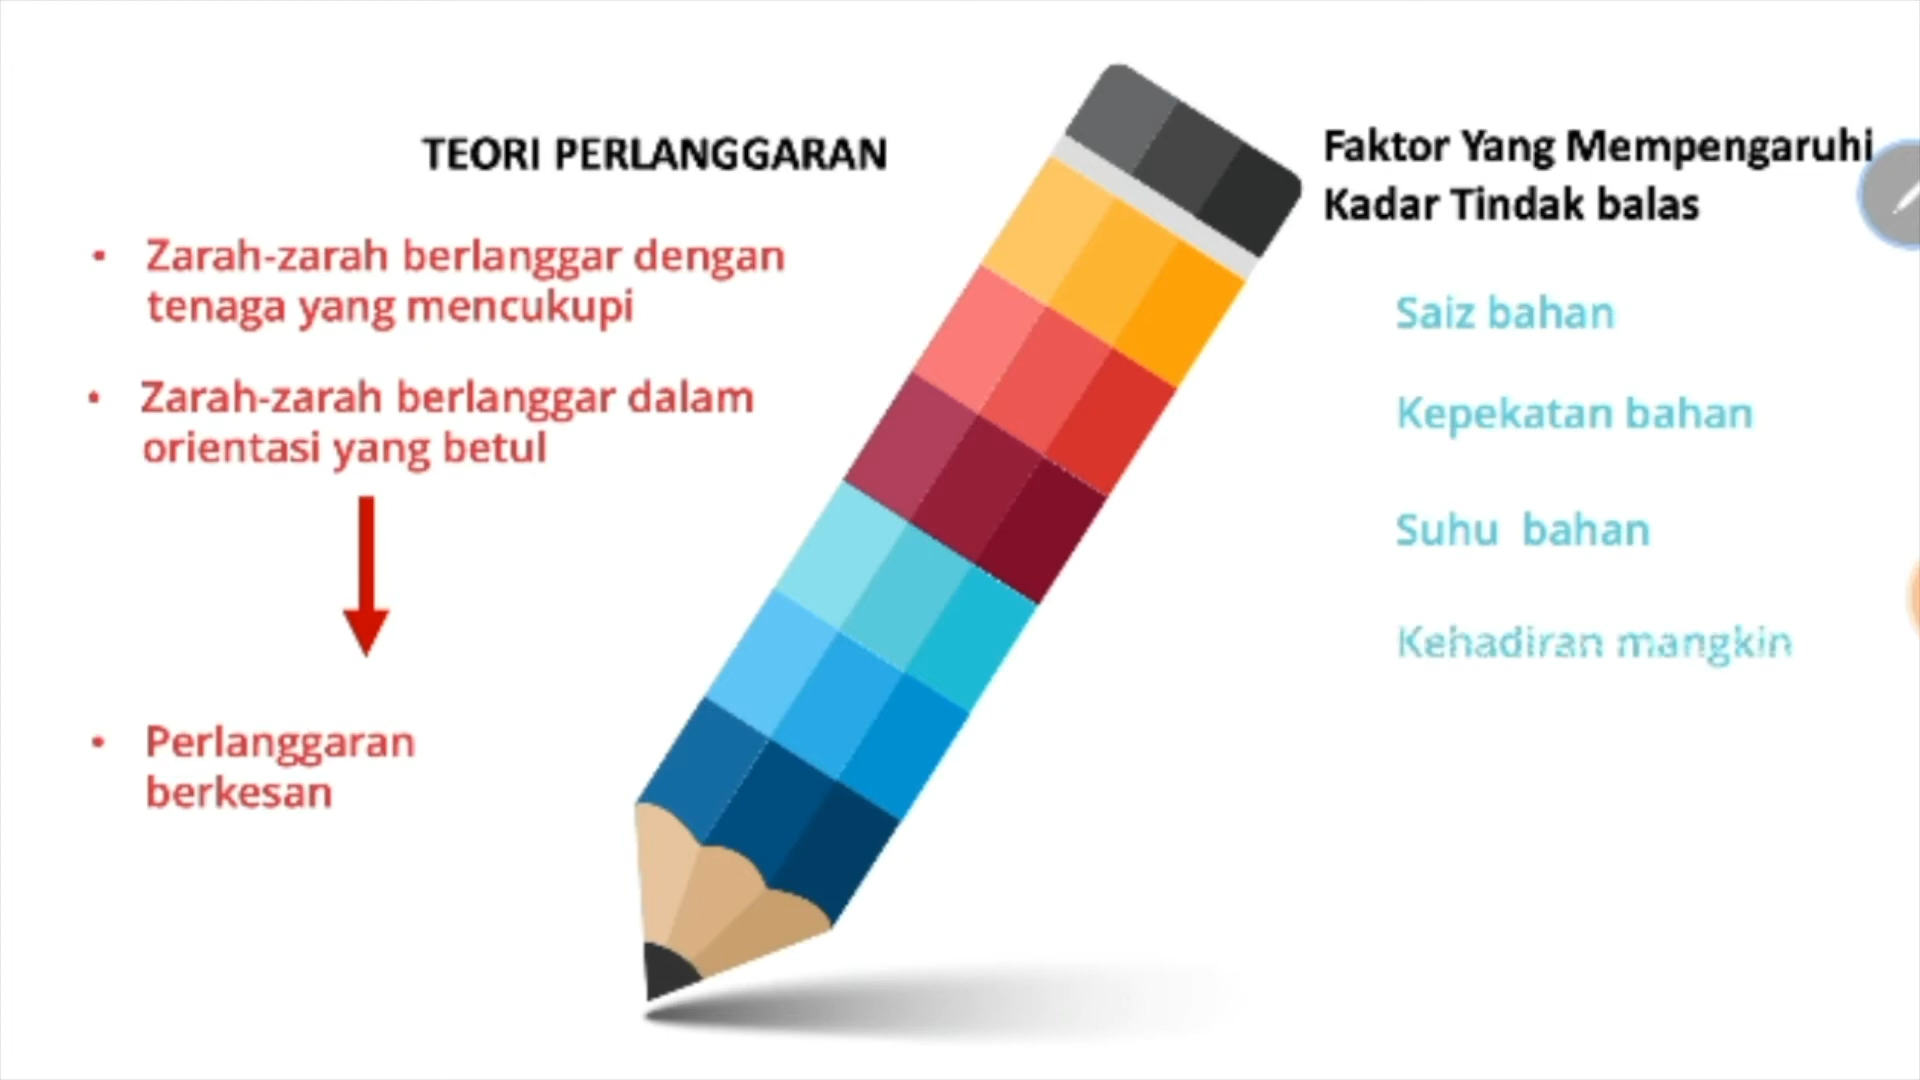 TEORI PERLANGGARAN
• Zarah-zarah berlanggar dengan
tenaga yang mencukupi
• Zarah-zarah berlanggar dalam
orientasi yang betul
• Perlanggaran
berkesan
Faktor Yang Mempengaruhi
Kadar Tindak balas
Saiz bahan
Kepekatan bahan
Suhu bahan
Kehadiran mangkin